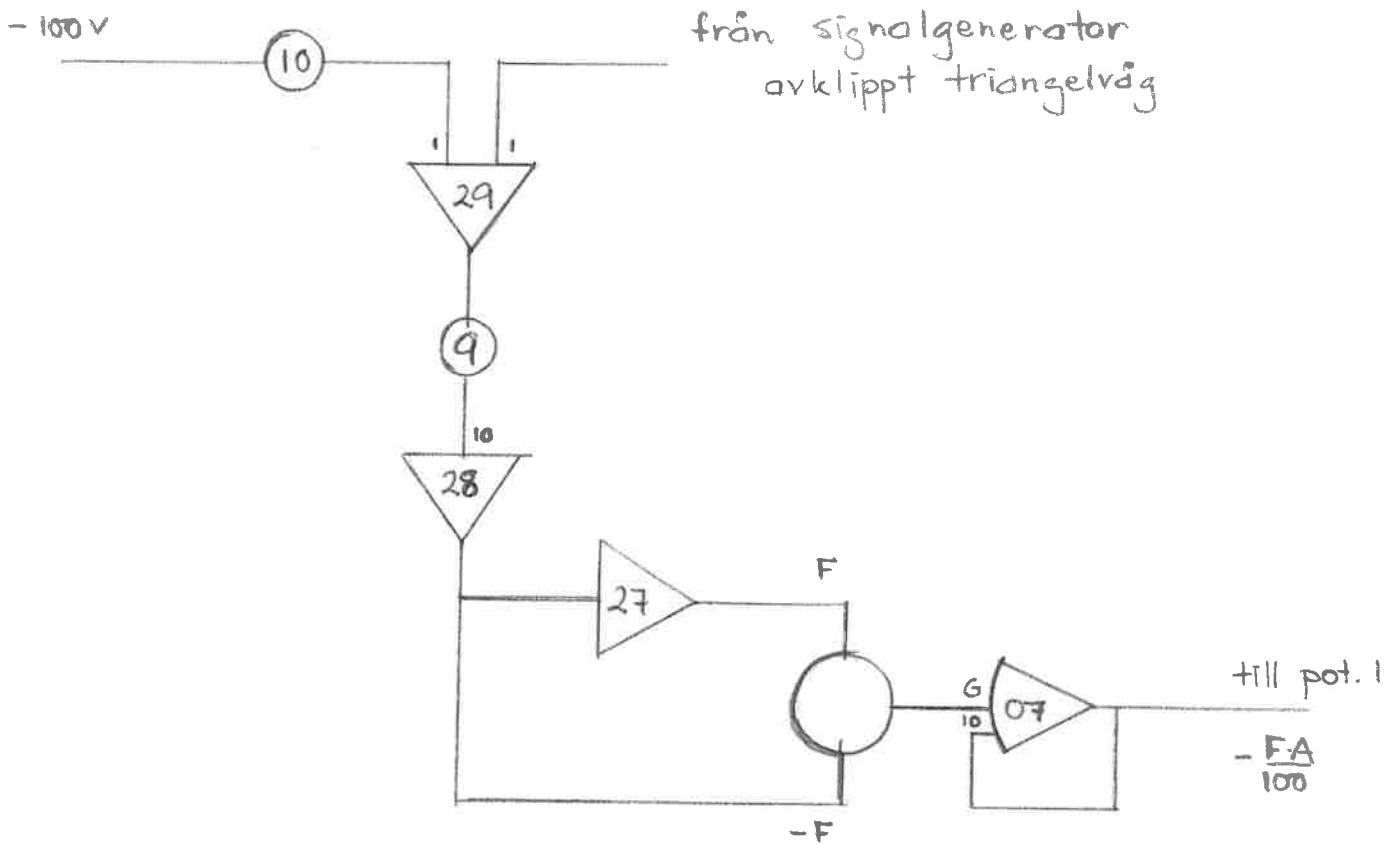 - 100 V
från signalgenerator
avklippt triangelvåg
10
1 1
29
9
10
28
27
F
G
10
07
till pot. 1
- F·A
100
-F